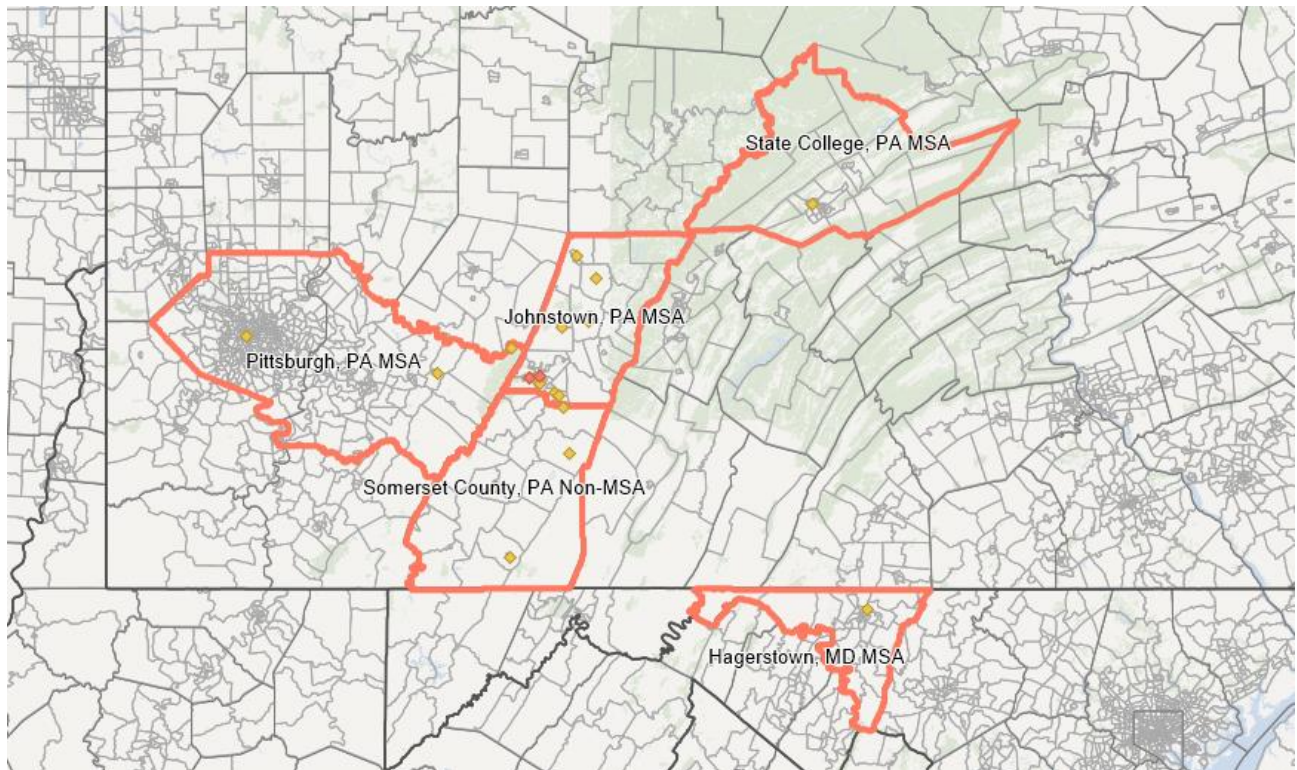 State College, PA MSA
Johnstown, PA MSA
Pittsburgh, PA MSA
Somerset County, PA Non-MSA
Hagerstown, MD MSA